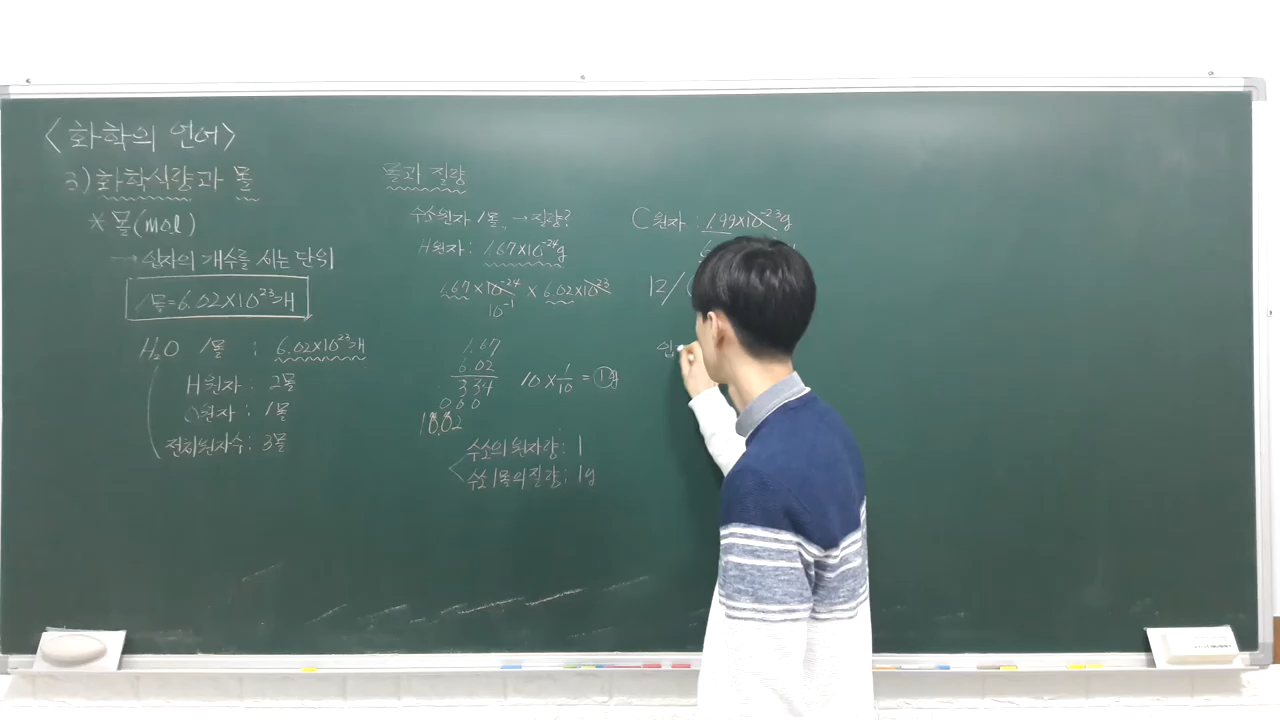 <화학의 언어>
2) 화학식량과 몰
* 몰(mol)
→ 입자의 개수를 세는 단위
1몰=6.02×10²³개
H₂O 1몰 : 6.02×10²³개
H원자: 2몰
O원자: 1몰
전체원자수: 3몰
몰과 질량
수소원자 1몰. → 질량?
H원자: 1.67×10⁻²⁴g
1.67×10⁻²⁴ × 6.02×10²³
10⁻¹
1.67
6.02
334
000
10.02
10 × 1/10 = ①g
수소의 원자량: 1
수소1몰의 질량: 1g
C원자 : 1.99×10⁻²³g
12/
입